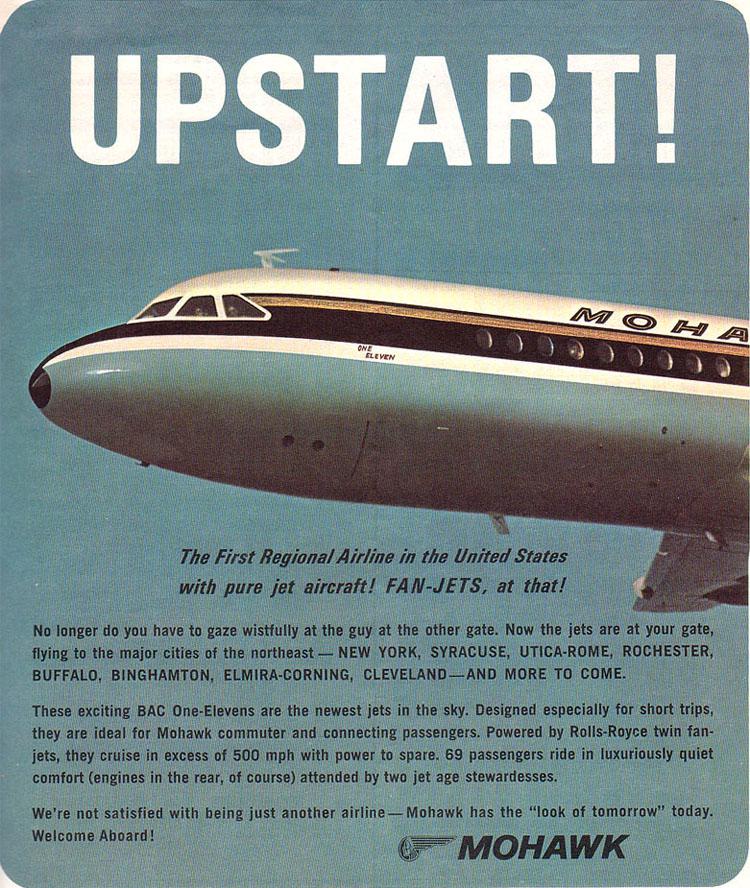 UPSTART!
MOHA
ONE
ELEVEN
The First Regional Airline in the United States
with pure jet aircraft! FAN-JETS, at that!
No longer do you have to gaze wistfully at the guy at the other gate. Now the jets are at your gate,
flying to the major cities of the northeast — NEW YORK, SYRACUSE, UTICA-ROME, ROCHESTER,
BUFFALO, BINGHAMTON, ELMIRA-CORNING, CLEVELAND—AND MORE TO COME.
These exciting BAC One-Elevens are the newest jets in the sky. Designed especially for short trips,
they are ideal for Mohawk commuter and connecting passengers. Powered by Rolls-Royce twin fan-
jets, they cruise in excess of 500 mph with power to spare. 69 passengers ride in luxuriously quiet
comfort (engines in the rear, of course) attended by two jet age stewardesses.
We're not satisfied with being just another airline—Mohawk has the "look of tomorrow" today.
Welcome Aboard!
MOHAWK